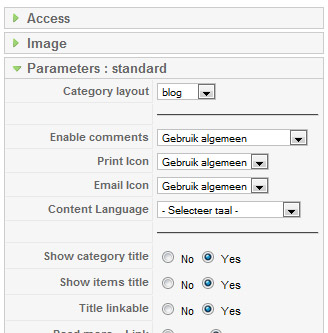 Access
Image
Parameters : standard
Category layout blog
Enable comments Gebruik algemeen
Print Icon Gebruik algemeen
Email Icon Gebruik algemeen
Content Language - Selecteer taal -
Show category title No Yes
Show items title No Yes
Title linkable No Yes